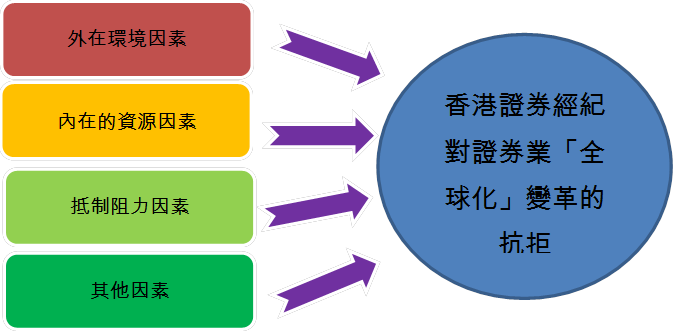 外在環境因素
內在的資源因素
抵制阻力因素
其他因素
香港證券經紀
對證券業「全
球化」變革的
抗拒